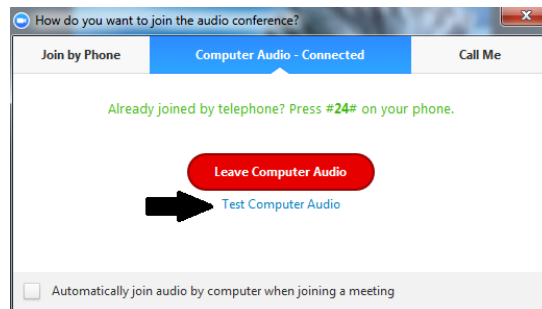 How do you want to join the audio conference?
Join by Phone
Computer Audio - Connected
Call Me
Already joined by telephone? Press #24# on your phone.
Leave Computer Audio
Test Computer Audio
Automatically join audio by computer when joining a meeting